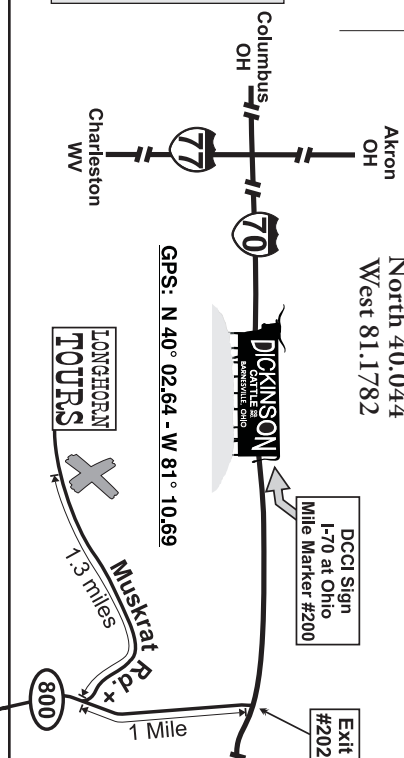 North 40.044
West 81.1782
Akron
OH
Columbus
OH
Charleston
WV
77
70
GPS: N 40° 02.64 - W 81° 10.69
DICKINSON
CATTLE CO INC
BARNESVILLE, OHIO
LONGHORN
TOURS
DCCI Sign
I-70 at Ohio
Mile Marker #200
Muskrat Rd.
1.3 miles
800
1 Mile
Exit
#202